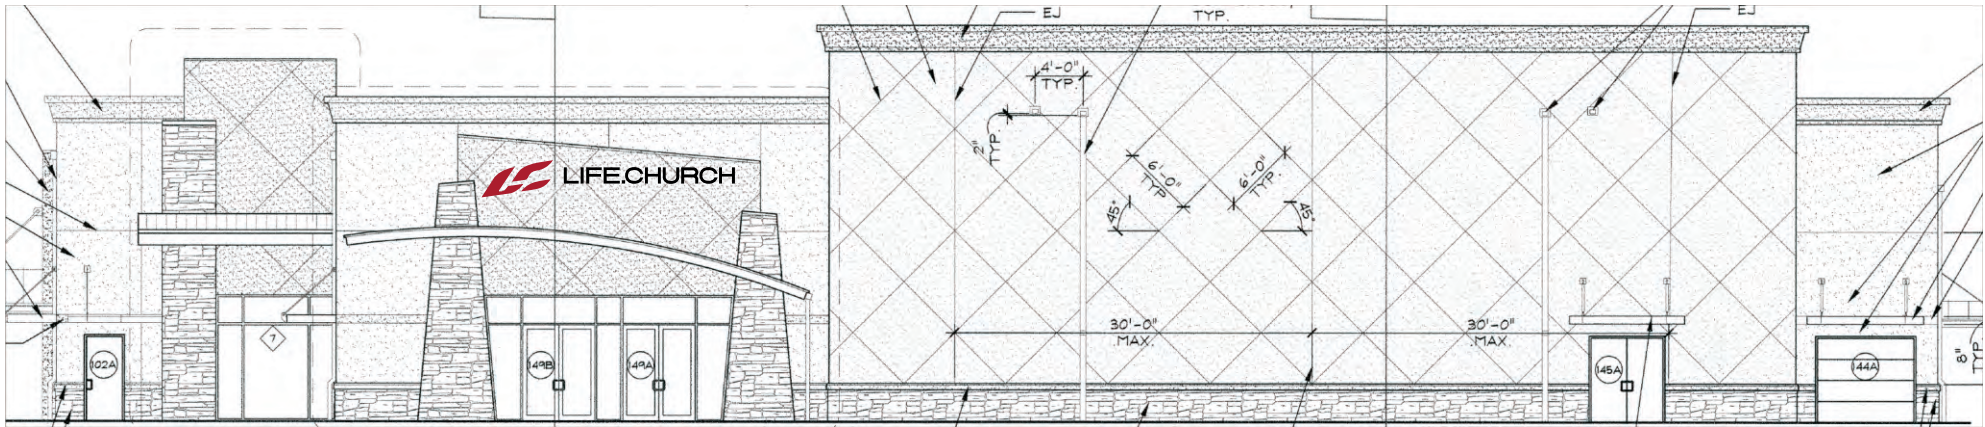 EJ
TYP.
EJ
4'-0"
TYP.
2"
TYP.
6'-0"
TYP.
6'-0"
TYP.
45°
45°
LIFE.CHURCH
30'-0"
MAX.
30'-0"
MAX.
7
102A
149B
149A
145A
144A
8"
TYP.